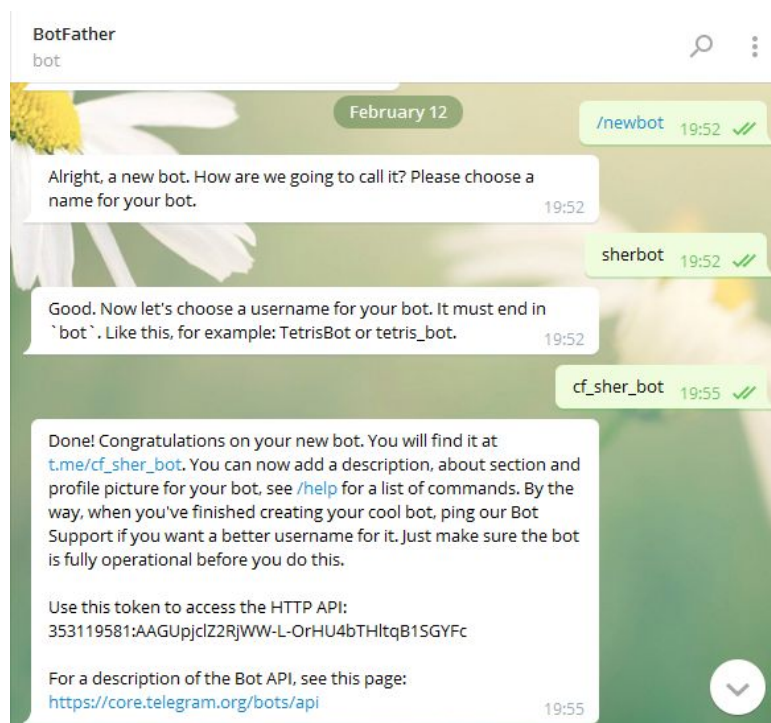 BotFather
bot
February 12
/newbot 19:52
Alright, a new bot. How are we going to call it? Please choose a
name for your bot.
19:52
sherbot 19:52
Good. Now let's choose a username for your bot. It must end in
`bot`. Like this, for example: TetrisBot or tetris_bot.
19:52
cf_sher_bot 19:55
Done! Congratulations on your new bot. You will find it at
t.me/cf_sher_bot. You can now add a description, about section and
profile picture for your bot, see /help for a list of commands. By the
way, when you've finished creating your cool bot, ping our Bot
Support if you want a better username for it. Just make sure the bot
is fully operational before you do this.
Use this token to access the HTTP API:
353119581:AAGUpjclZ2RjWW-L-OrHU4bTHltqB1SGYFc
For a description of the Bot API, see this page:
https://core.telegram.org/bots/api
19:55